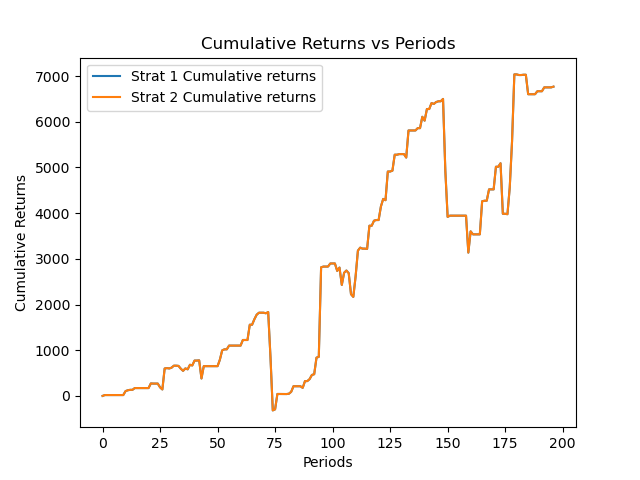 Cumulative Returns vs Periods
Strat 1 Cumulative returns
Strat 2 Cumulative returns
Cumulative Returns
7000
6000
5000
4000
3000
2000
1000
0
0 25 50 75 100 125 150 175 200
Periods